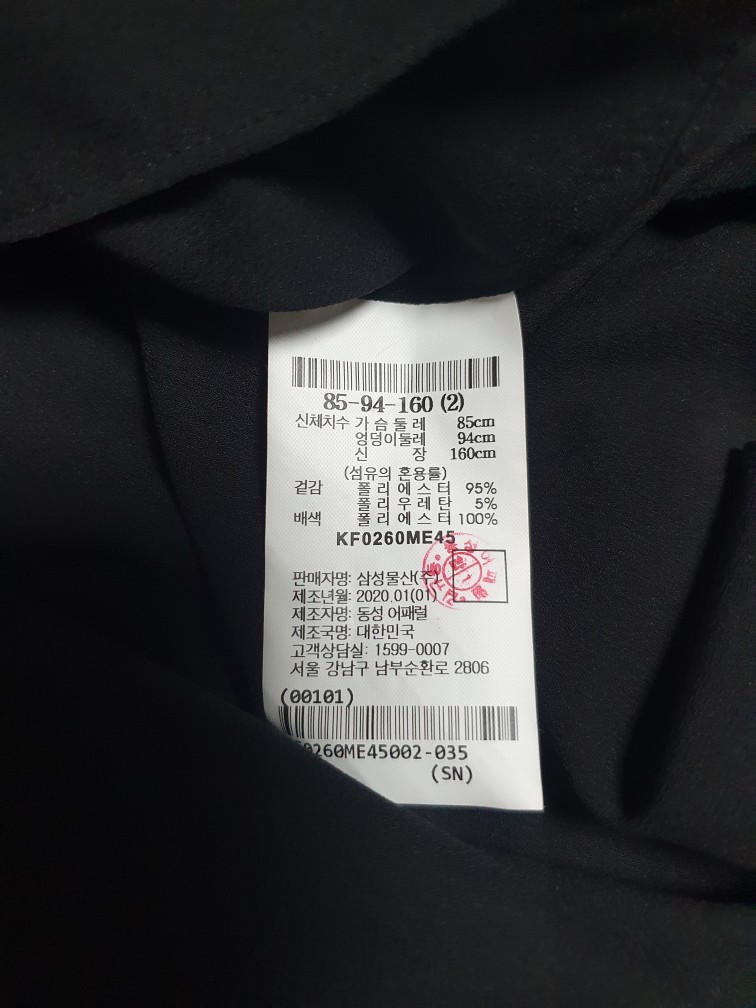 85-94-160 (2)
신체치수 가 슴 둘 레 85cm
엉덩이둘레 94cm
신 장 160cm
(섬유의 혼용률)
겉감 폴 리 에 스 터 95%
폴 리 우 레 탄 5%
배색 폴 리 에 스 터 100%
KF0260ME45
판매자명: 삼성물산(주)
제조년월: 2020.01(01)
제조자명: 동성 어패럴
제조국명: 대한민국
고객상담실: 1599-0007
서울 강남구 남부순환로 2806
(00101)
0260ME45002-035
(SN)